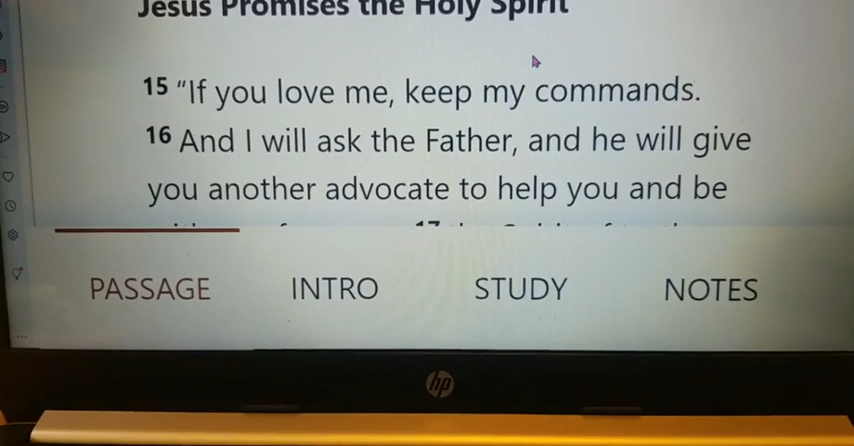 Jesus Promises the Holy Spirit
15 “If you love me, keep my commands.
16 And I will ask the Father, and he will give
you another advocate to help you and be
PASSAGE INTRO STUDY NOTES
hp